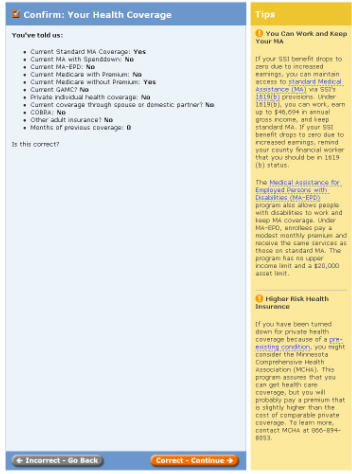 Confirm: Your Health Coverage
You've told us:
Current Standard MA Coverage: Yes
Current MA with Spenddown: No
Current MA-EPD: No
Current Medicare with Premium: No
Current Medicare without Premium: Yes
Current GAMC? No
Private individual health coverage: No
Current coverage through spouse or domestic partner? No
COBRA: No
Other adult insurance? No
Months of previous coverage: 0
Is this correct?
Incorrect - Go Back
Correct - Continue
Tips
You Can Work and Keep
Your MA
If your SSI benefit drops to
zero due to increased
earnings, you can maintain
access to standard Medical
Assistance (MA) via SSI's
1619(b) provisions. Under
1619(b), you can work, earn
up to $46,694 in annual
gross income, and keep
standard MA. If your SSI
benefit drops to zero due to
increased earnings, remind
your county financial worker
that you should be in 1619
(b) status.
The Medical Assistance for
Employed Persons with
Disabilities (MA-EPD)
program also allows people
with disabilities to work and
keep MA coverage. Under
MA-EPD, enrollees pay a
modest monthly premium and
receive the same services as
those on standard MA. The
program has no upper
income limit and a $20,000
asset limit.
Higher Risk Health
Insurance
If you have been turned
down for private health
coverage because of a pre-
existing condition, you might
consider the Minnesota
Comprehensive Health
Association (MCHA). This
program assures that you
can get health care
coverage, but you will
probably pay a premium that
is slightly higher than the
cost of comparable private
coverage. To learn more,
contact MCHA at 866-894-
8053.